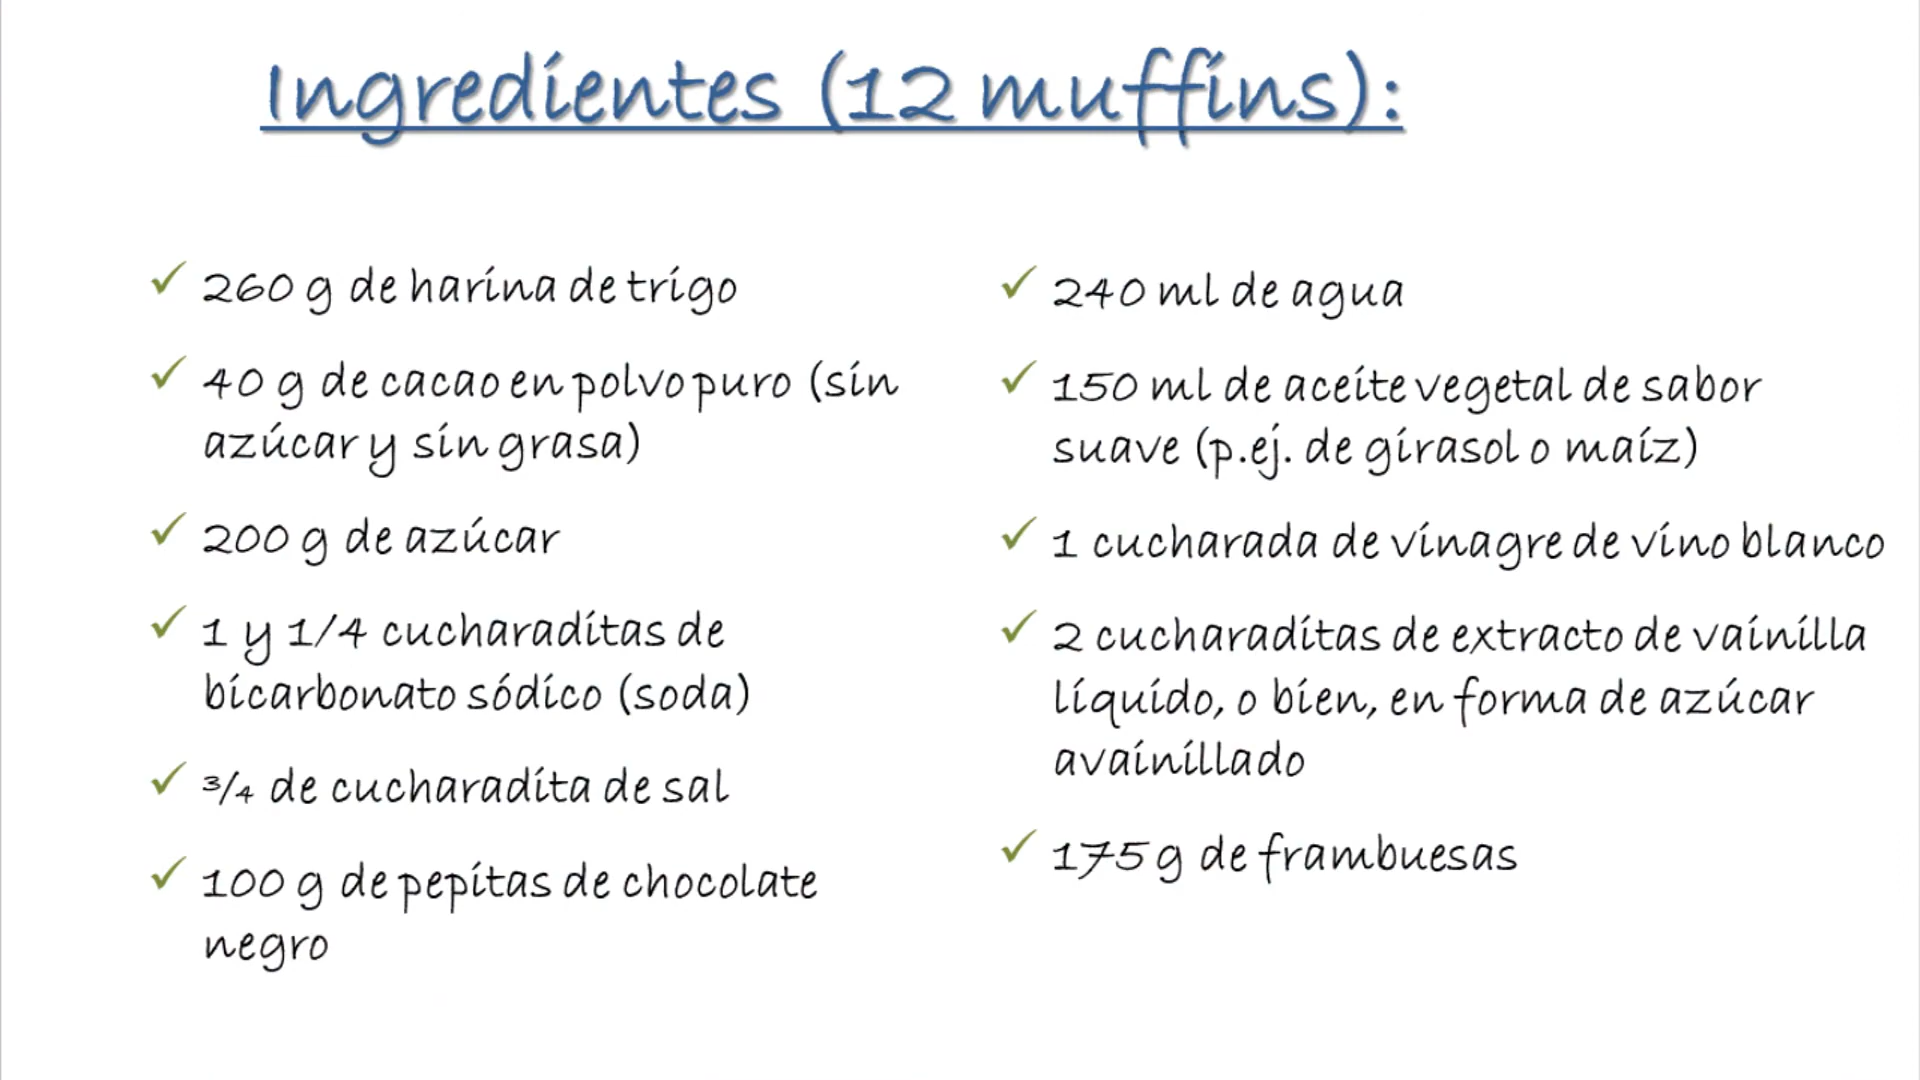 Ingredientes (12 muffins):
✓ 260 g de harina de trigo
✓ 40 g de cacao en polvo puro (sin
azúcar y sin grasa)
✓ 200 g de azúcar
✓ 1 y 1/4 cucharaditas de
bicarbonato sódico (soda)
✓ ¾ de cucharadita de sal
✓ 100 g de pepitas de chocolate
negro
✓ 240 ml de agua
✓ 150 ml de aceite vegetal de sabor
suave (p.ej. de girasol o maíz)
✓ 1 cucharada de vinagre de vino blanco
✓ 2 cucharaditas de extracto de vainilla
líquido, o bien, en forma de azúcar
avainillado
✓ 175 g de frambuesas